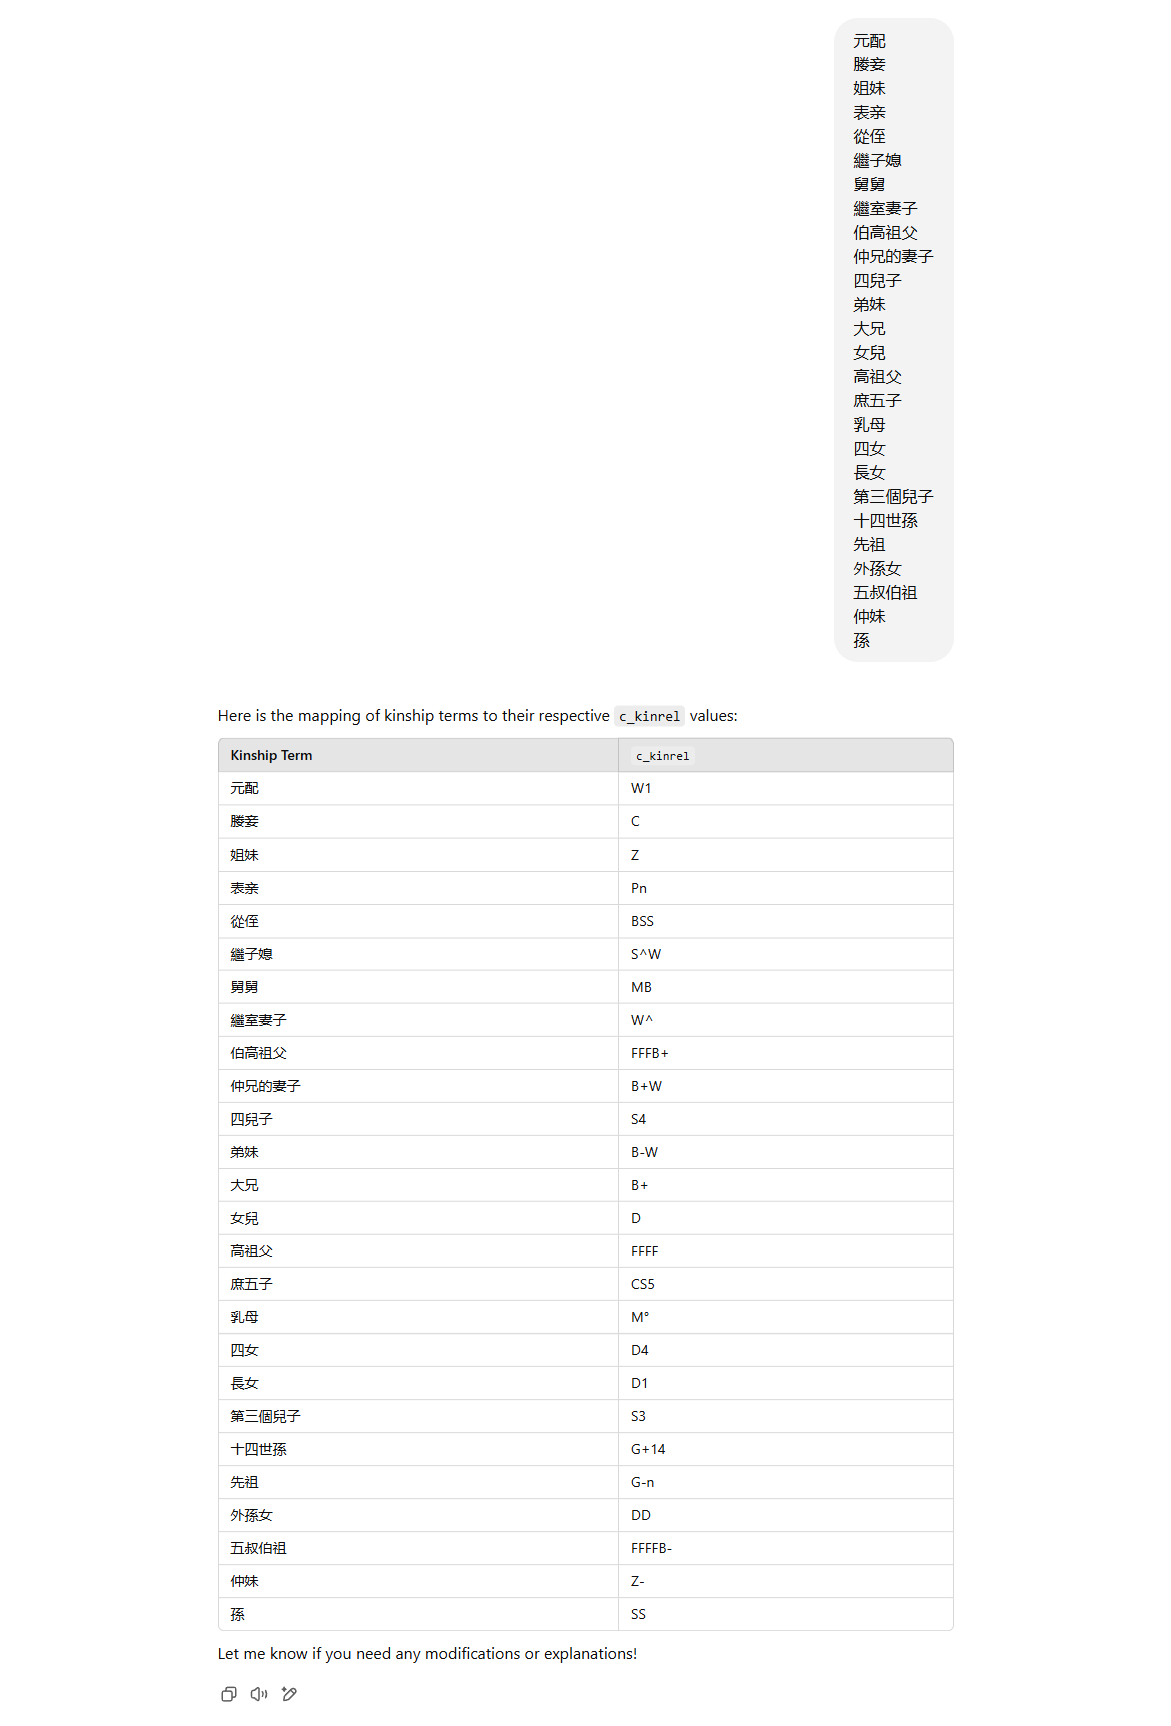 元配
媵妾
姐妹
表亲
從侄
繼子媳
舅舅
繼室妻子
伯高祖父
仲兄的妻子
四兒子
弟妹
大兄
女兒
高祖父
庶五子
乳母
四女
長女
第三個兒子
十四世孫
先祖
外孫女
五叔伯祖
仲妹
孫
Here is the mapping of kinship terms to their respective c_kinrel values:
Kinship Term c_kinrel
元配 W1
媵妾 C
姐妹 Z
表亲 Pn
從侄 BSS
繼子媳 S^W
舅舅 MB
繼室妻子 W^
伯高祖父 FFFB+
仲兄的妻子 B+W
四兒子 S4
弟妹 B-W
大兄 B+
女兒 D
高祖父 FFFF
庶五子 CS5
乳母 M°
四女 D4
長女 D1
第三個兒子 S3
十四世孫 G+14
先祖 G-n
外孫女 DD
五叔伯祖 FFFFB-
仲妹 Z-
孫 SS
Let me know if you need any modifications or explanations!